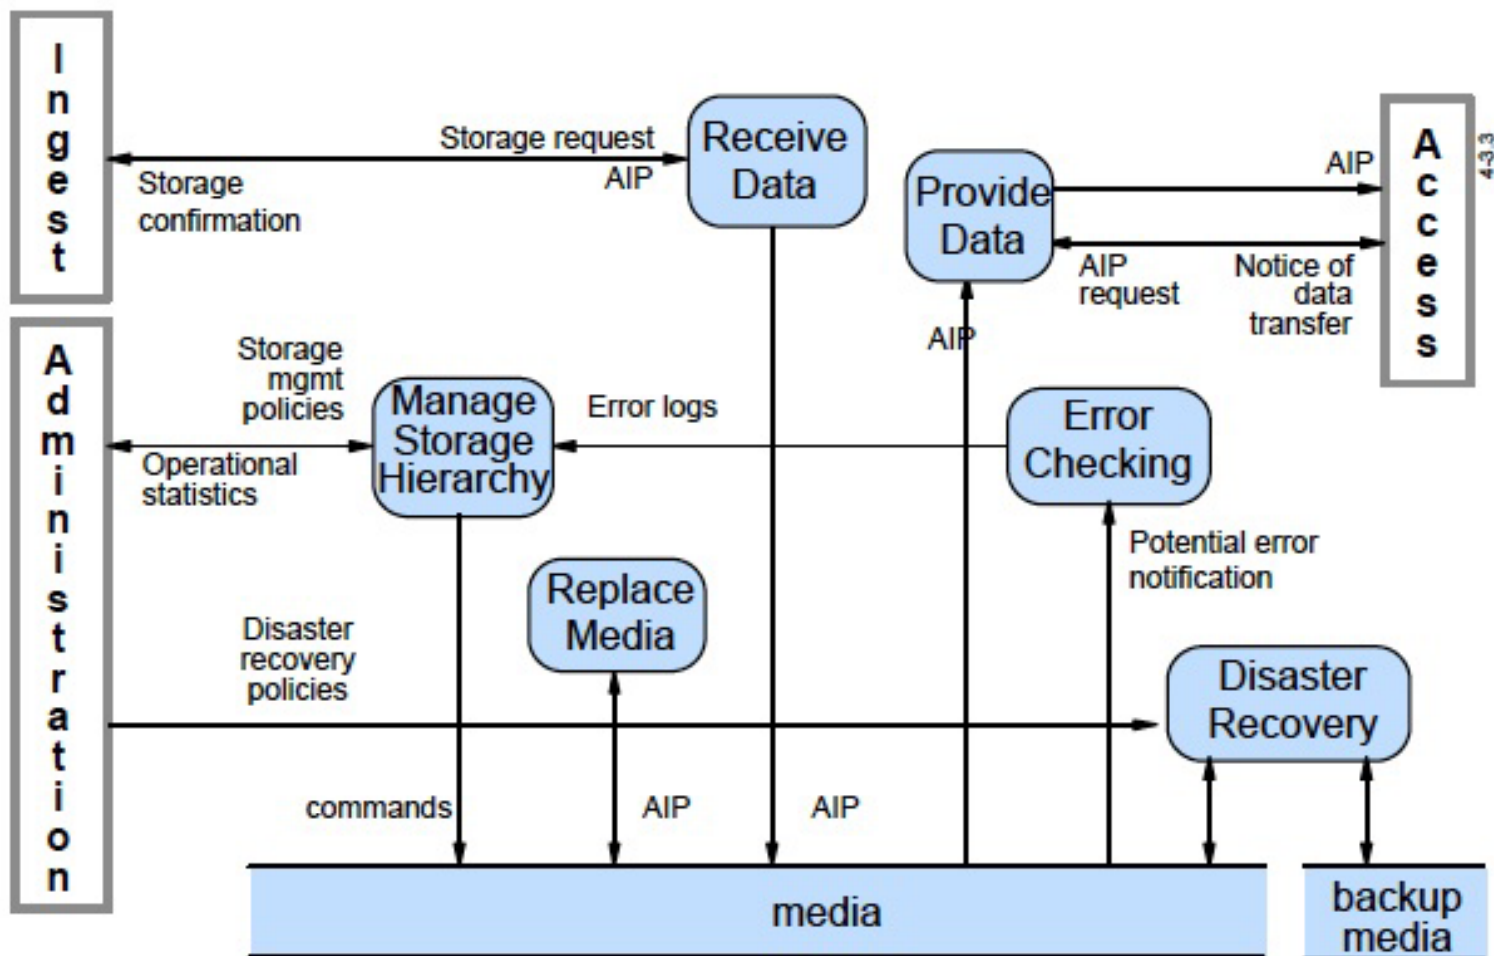 Ingest
Storage request
AIP
Storage
confirmation
Receive
Data
Provide
Data
AIP
AIP
request
Notice of
data
transfer
Access
4-3.3
Administration
Storage
mgmt
policies
Operational
statistics
Manage
Storage
Hierarchy
Error logs
AIP
Error
Checking
Potential error
notification
Replace
Media
Disaster
recovery
policies
Disaster
Recovery
commands
AIP
AIP
media
backup
media